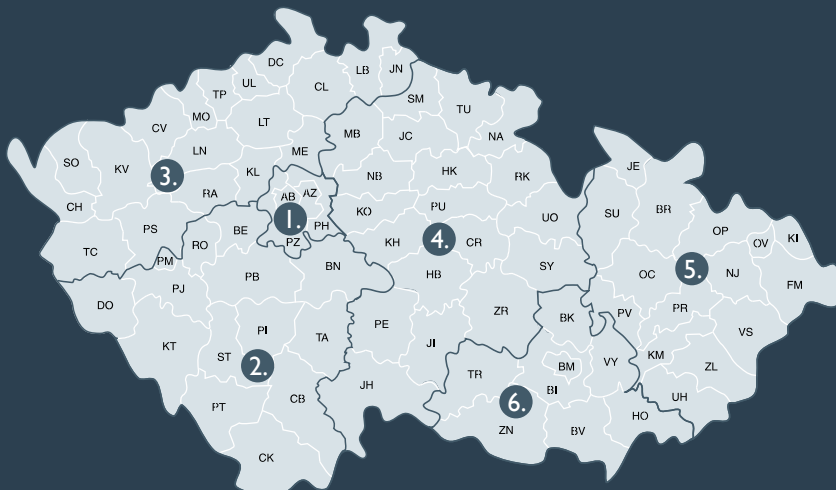 DC
LB
JN
UL
CL
TP
SM
TU
MO
CV
LT
MB
JC
NA
LN
ME
SO
KV
3.
KL
NB
HK
RK
JE
RA
AB
AZ
CH
KO
PU
SU
BR
1.
PH
UO
PS
RO
BE
PZ
KH
4.
CR
OP
OV
KI
TC
PM
BN
HB
SY
OC
5.
NJ
FM
PJ
PB
DO
ZR
PR
PV
PE
BK
VS
PI
TA
JI
KT
ST
2.
KM
BM
VY
ZL
TR
JH
BI
PT
CB
6.
UH
HO
ZN
BV
CK